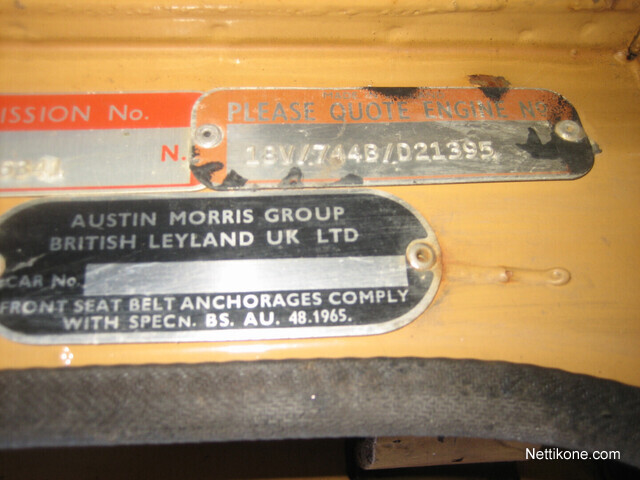 ISSION No.
N.
PLEASE QUOTE ENGINE No
18V/744B/D21395
AUSTIN MORRIS GROUP
BRITISH LEYLAND UK LTD
CAR No.
FRONT SEAT BELT ANCHORAGES COMPLY
WITH SPECN. BS. AU. 48.1965.
Nettikone.com